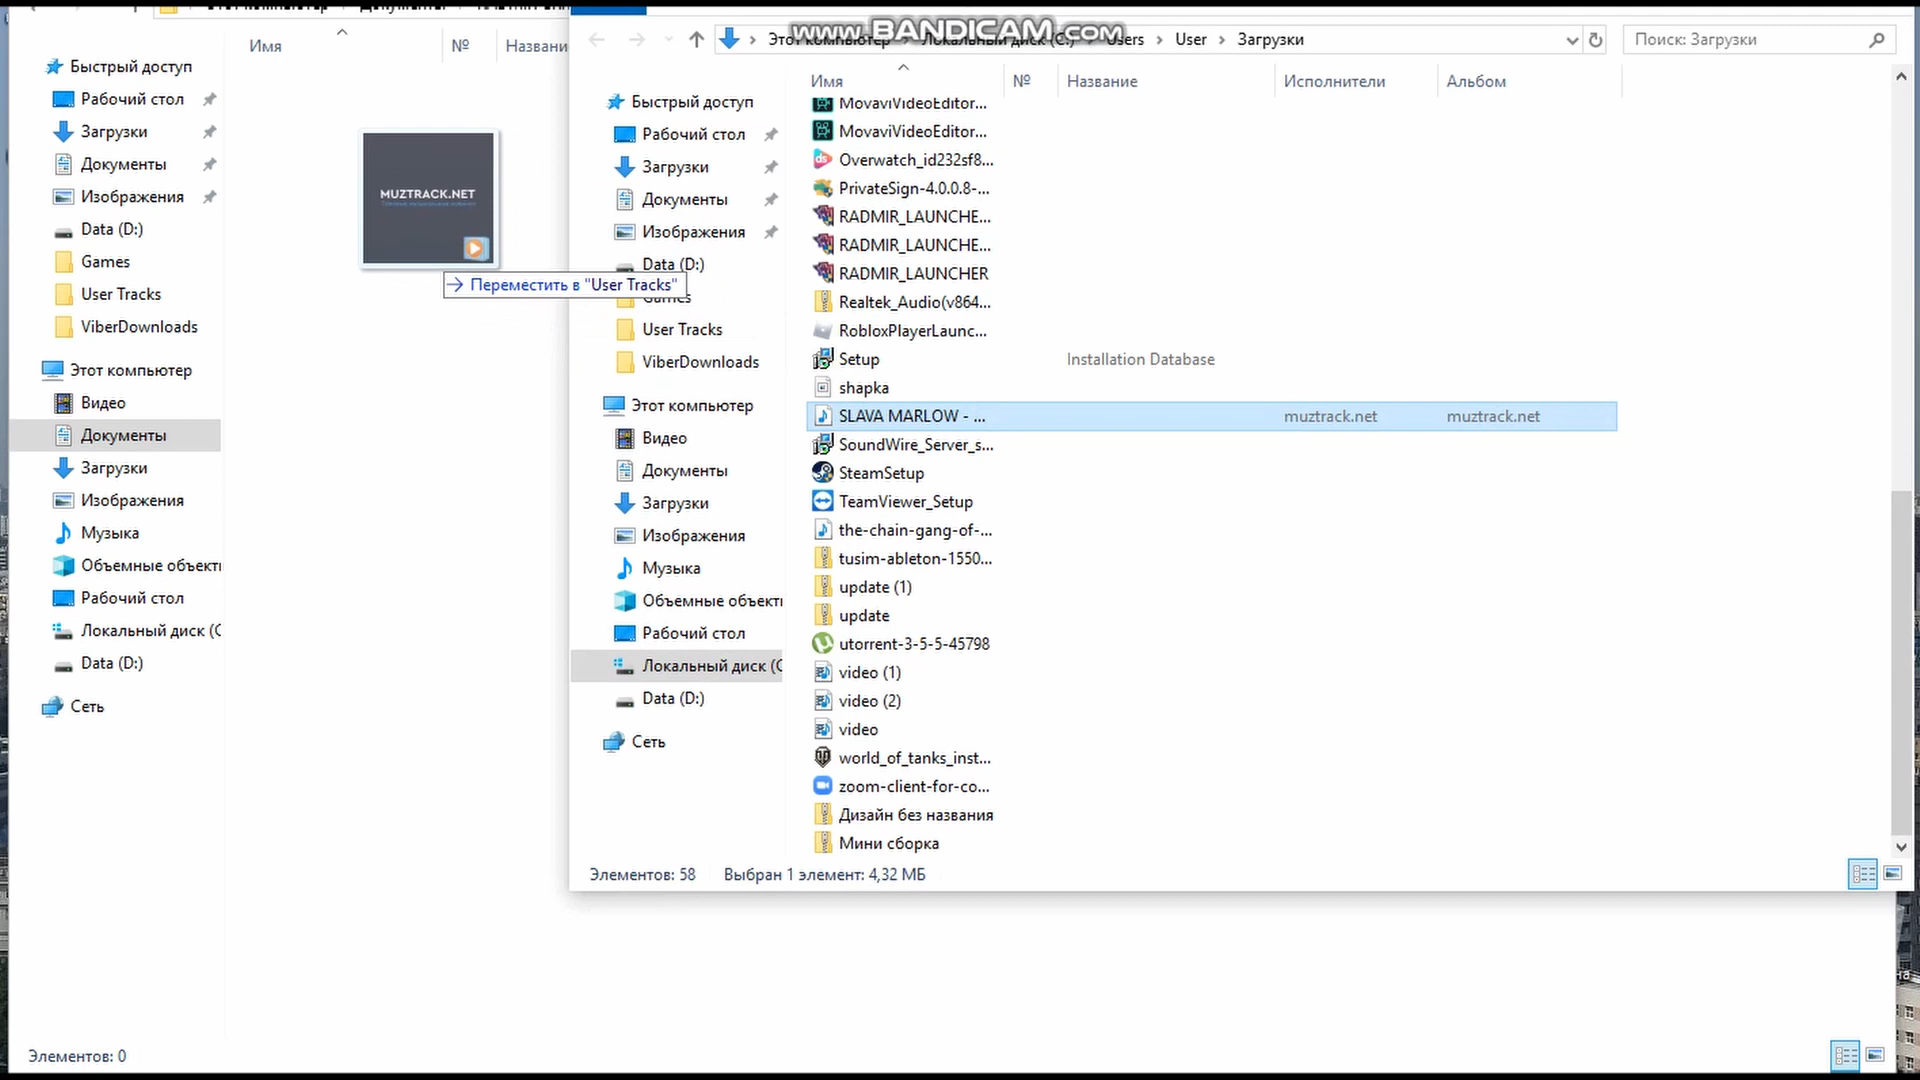 www.BANDICAM.com
Имя
№
Названи
Быстрый доступ
Рабочий стол
Загрузки
Документы
Изображения
Data (D:)
Games
User Tracks
ViberDownloads
Этот компьютер
Видео
Документы
Загрузки
Изображения
Музыка
Объемные объекты
Рабочий стол
Локальный диск (C
Data (D:)
Сеть
Элементов: 0
MUZTRACK.NET
Переместить в "User Tracks"
Этот компьютер
Локальный диск (C:)
Users
User
Загрузки
Поиск: Загрузки
Имя
№
Название
Исполнители
Альбом
Быстрый доступ
Рабочий стол
Загрузки
Документы
Изображения
Data (D:)
Games
User Tracks
ViberDownloads
Этот компьютер
Видео
Документы
Загрузки
Изображения
Музыка
Объемные объекты
Рабочий стол
Локальный диск (C
Data (D:)
Сеть
MovaviVideoEditor...
MovaviVideoEditor...
Overwatch_id232sf8...
PrivateSign-4.0.0.8-...
RADMIR_LAUNCHE...
RADMIR_LAUNCHE...
RADMIR_LAUNCHER
Realtek_Audio(v864...
RobloxPlayerLaunc...
Setup Installation Database
shapka
SLAVA MARLOW - ... muztrack.net muztrack.net
SoundWire_Server_s...
SteamSetup
TeamViewer_Setup
the-chain-gang-of-...
tusim-ableton-1550...
update (1)
update
utorrent-3-5-5-45798
video (1)
video (2)
video
world_of_tanks_inst...
zoom-client-for-co...
Дизайн без названия
Мини сборка
Элементов: 58 Выбран 1 элемент: 4,32 МБ